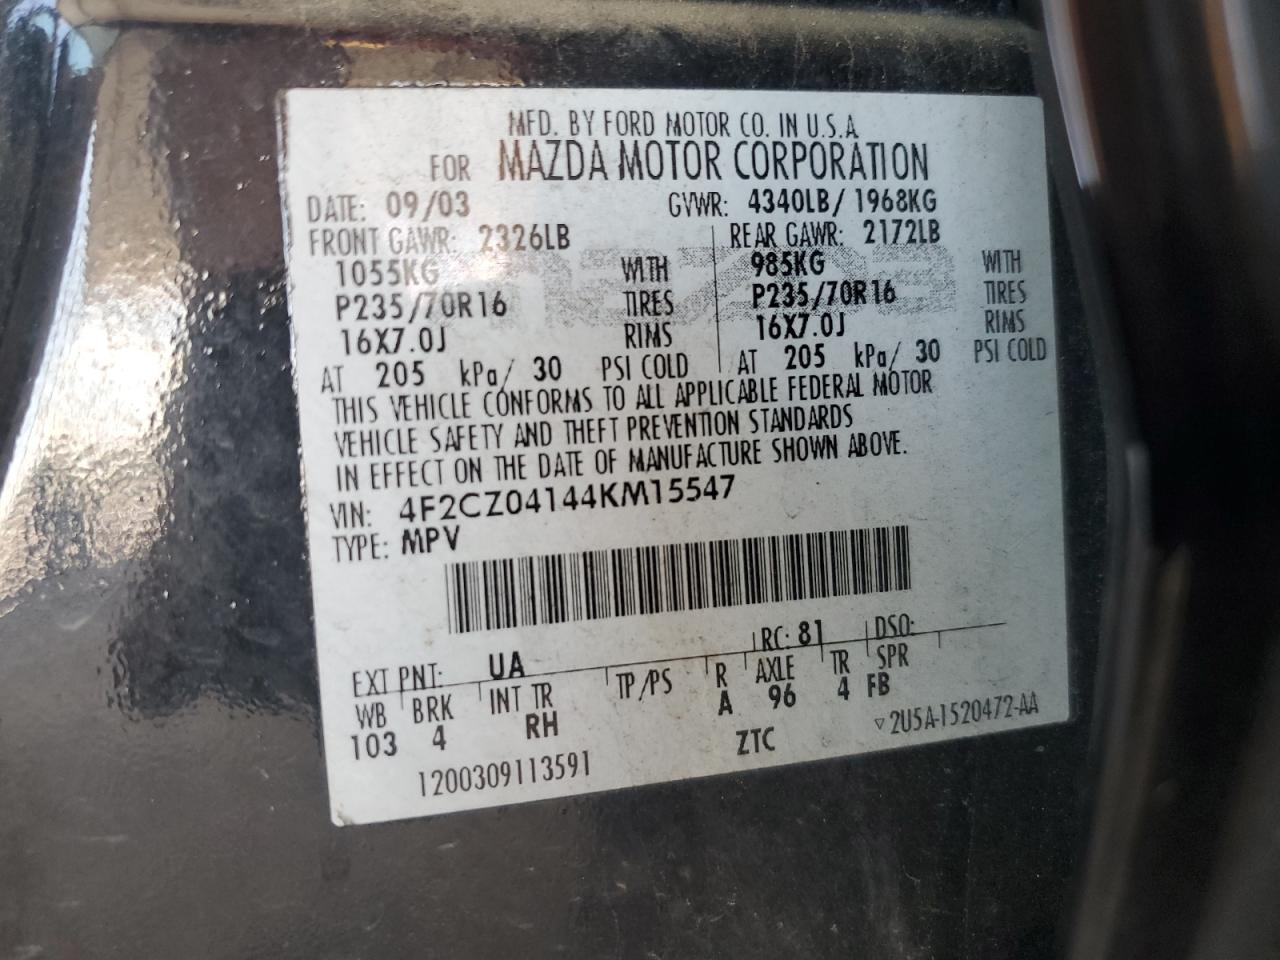 MFD. BY FORD MOTOR CO. IN U.S.A
FOR MAZDA MOTOR CORPORATION
DATE: 09/03 GVWR: 4340LB/ 1968KG
FRONT GAWR: 2326LB REAR GAWR: 2172LB
1055KG WITH 985KG WITH
P235/70R16 TIRES P235/70R16 TIRES
16X7.0J RIMS 16X7.0J RIMS
AT 205 kPa/ 30 PSI COLD AT 205 kPa/ 30 PSI COLD
THIS VEHICLE CONFORMS TO ALL APPLICABLE FEDERAL MOTOR
VEHICLE SAFETY AND THEFT PREVENTION STANDARDS
IN EFFECT ON THE DATE OF MANUFACTURE SHOWN ABOVE.
VIN: 4F2CZ04144KM15547
TYPE: MPV
EXT PNT: UA RC: 81 DSO:
WB BRK INT TR TP/PS R AXLE TR SPR
103 4 RH A 96 4 FB
1200309113591 ZTC ▽2U5A-1520472-AA